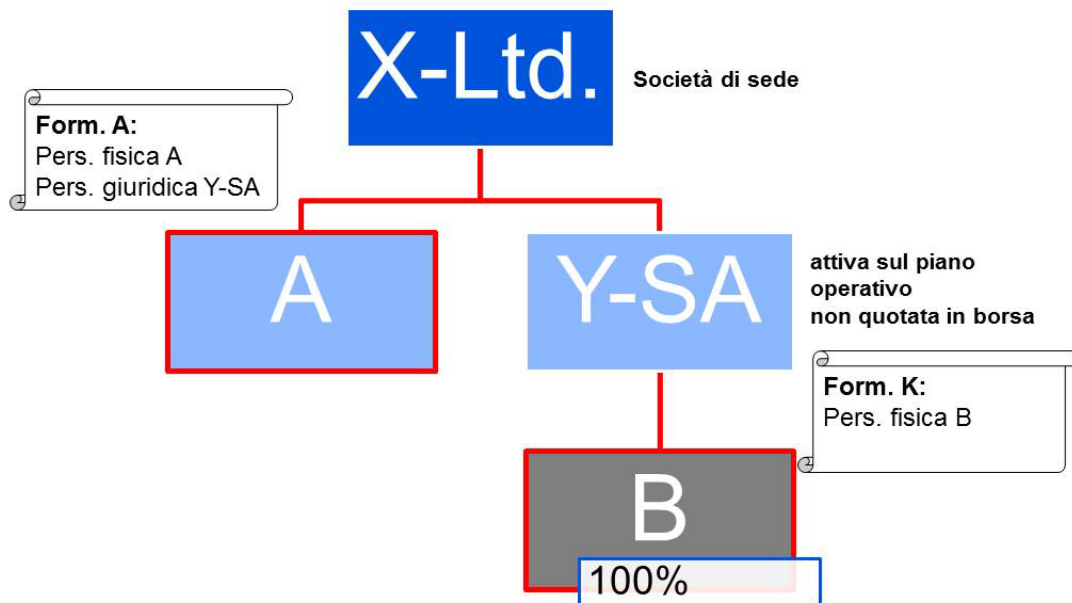 X-Ltd.
Società di sede
Form. A:
Pers. fisica A
Pers. giuridica Y-SA
A
Y-SA
attiva sul piano
operativo
non quotata in borsa
Form. K:
Pers. fisica B
B
100%